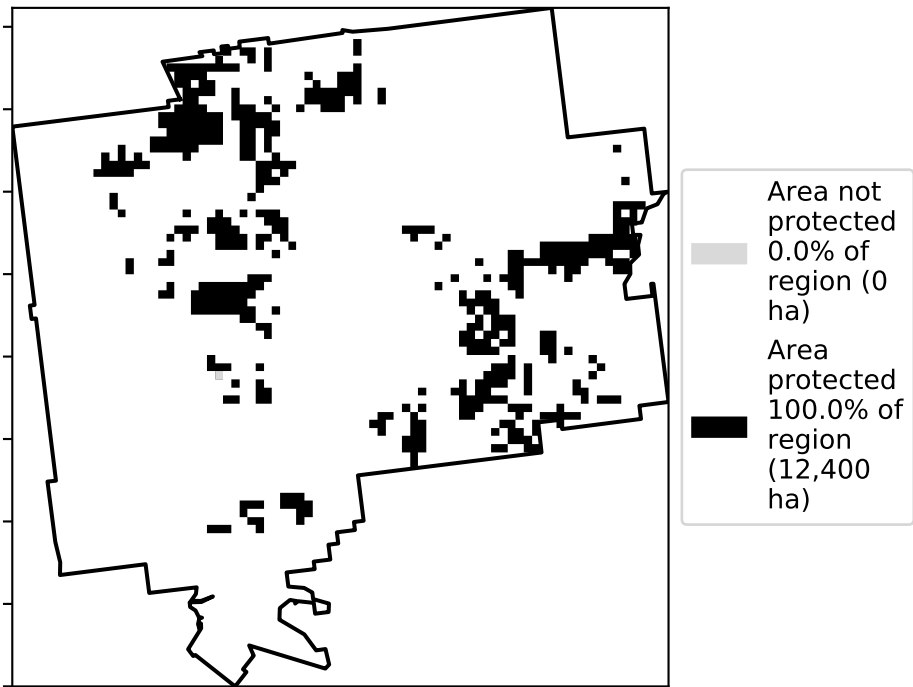 Area not
protected
0.0% of
region (0
ha)
Area
protected
100.0% of
region
(12,400
ha)